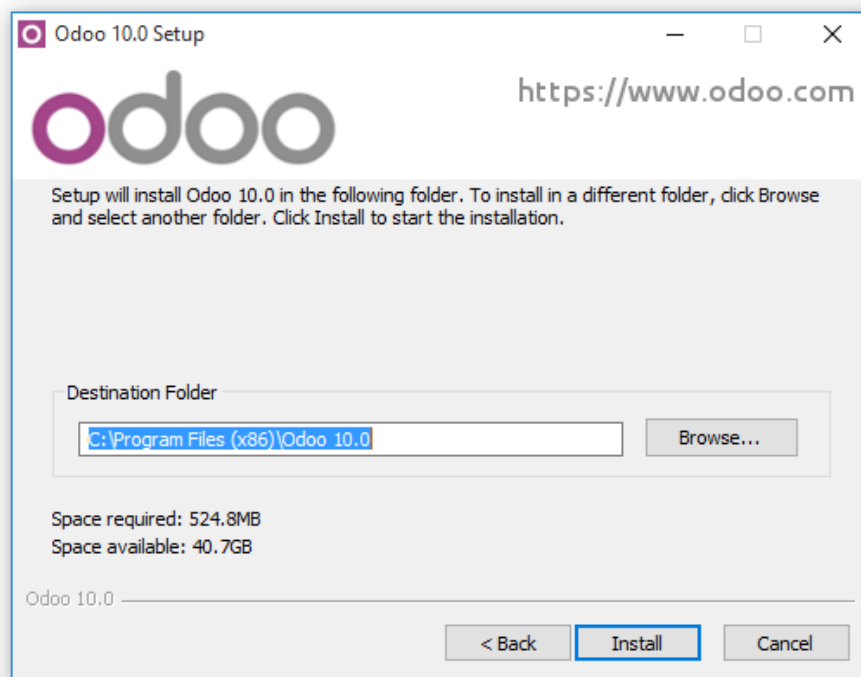 Odoo 10.0 Setup
odoo
https://www.odoo.com
Setup will install Odoo 10.0 in the following folder. To install in a different folder, click Browse
and select another folder. Click Install to start the installation.
Destination Folder
C:\Program Files (x86)\Odoo 10.0
Browse...
Space required: 524.8MB
Space available: 40.7GB
Odoo 10.0
< Back
Install
Cancel